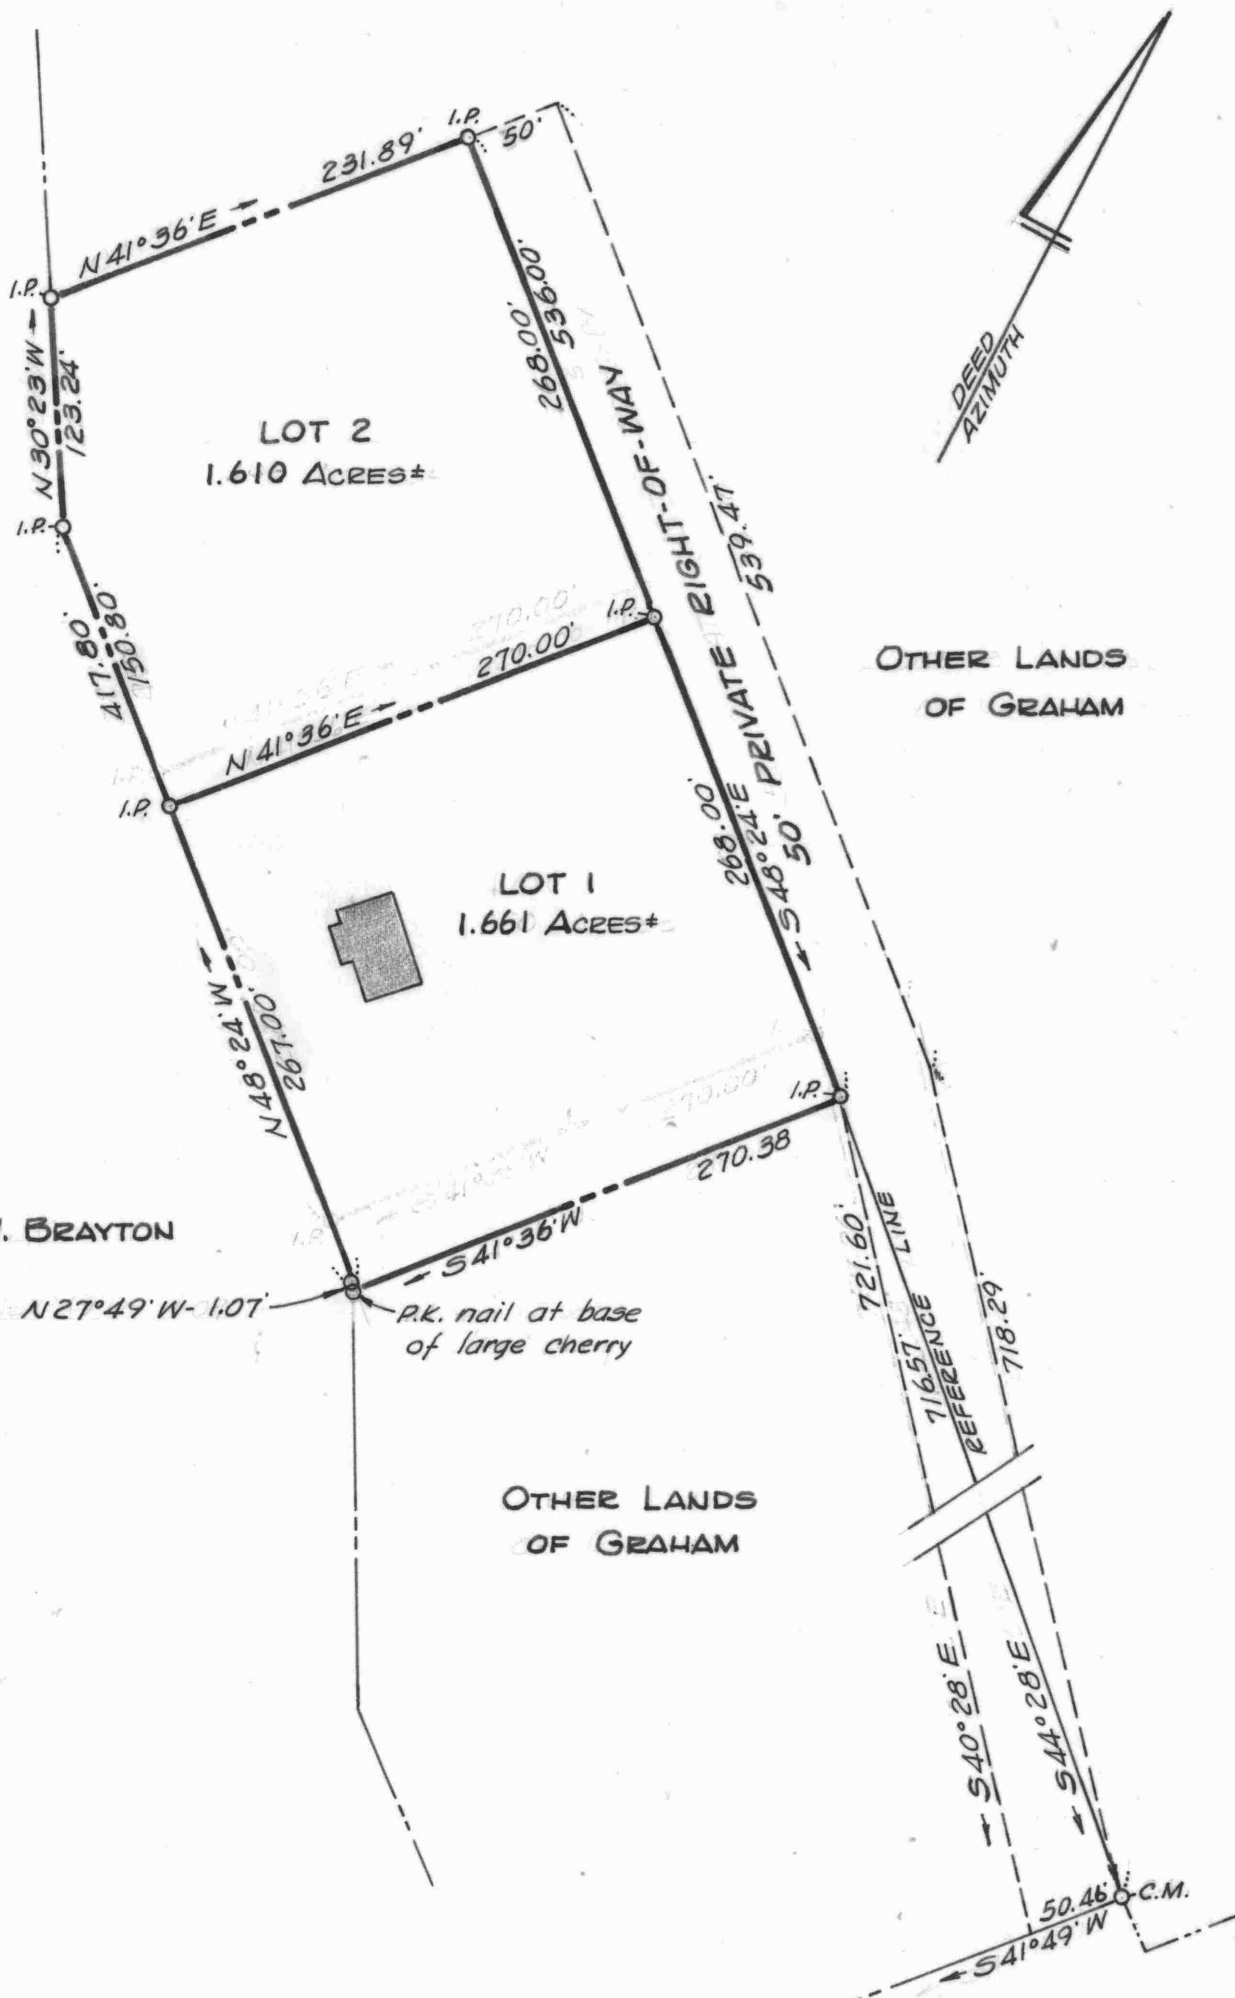 I.P.
50'
231.89'
N 41°36' E
I.P.
N 30°23' W
123.24'
536.00'
268.00'
DEED
AZIMUTH
LOT 2
1.610 ACRES±
I.P.
417.80'
150.80'
I.P.
270.00'
N 41°36' E
I.P.
50' PRIVATE RIGHT-OF-WAY
539.47'
OTHER LANDS
OF GRAHAM
268.00'
S 48°24' E
LOT 1
1.661 ACRES±
N 48°24' W
267.00'
I.P.
270.38
S 41°36' W
BRAYTON
N 27°49' W - 1.07'
P.K. nail at base
of large cherry
721.60'
716.57'
REFERENCE LINE
718.29'
OTHER LANDS
OF GRAHAM
S 40°28' E
S 44°28' E
50.46'
C.M.
S 41°49' W